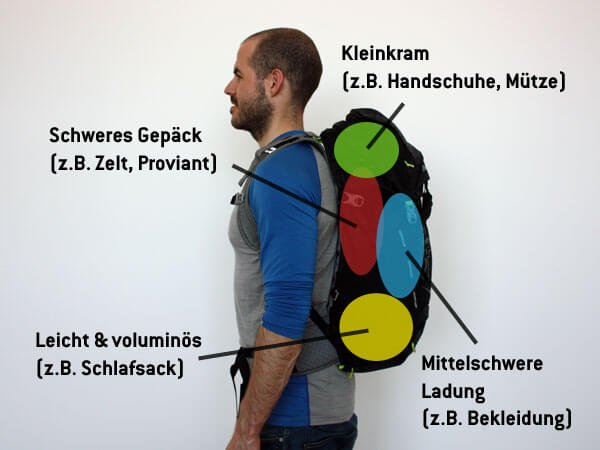 Kleinkram
(z.B. Handschuhe, Mütze)
Schweres Gepäck
(z.B. Zelt, Proviant)
Leicht & voluminös
(z.B. Schlafsack)
Mittelschwere
Ladung
(z.B. Bekleidung)